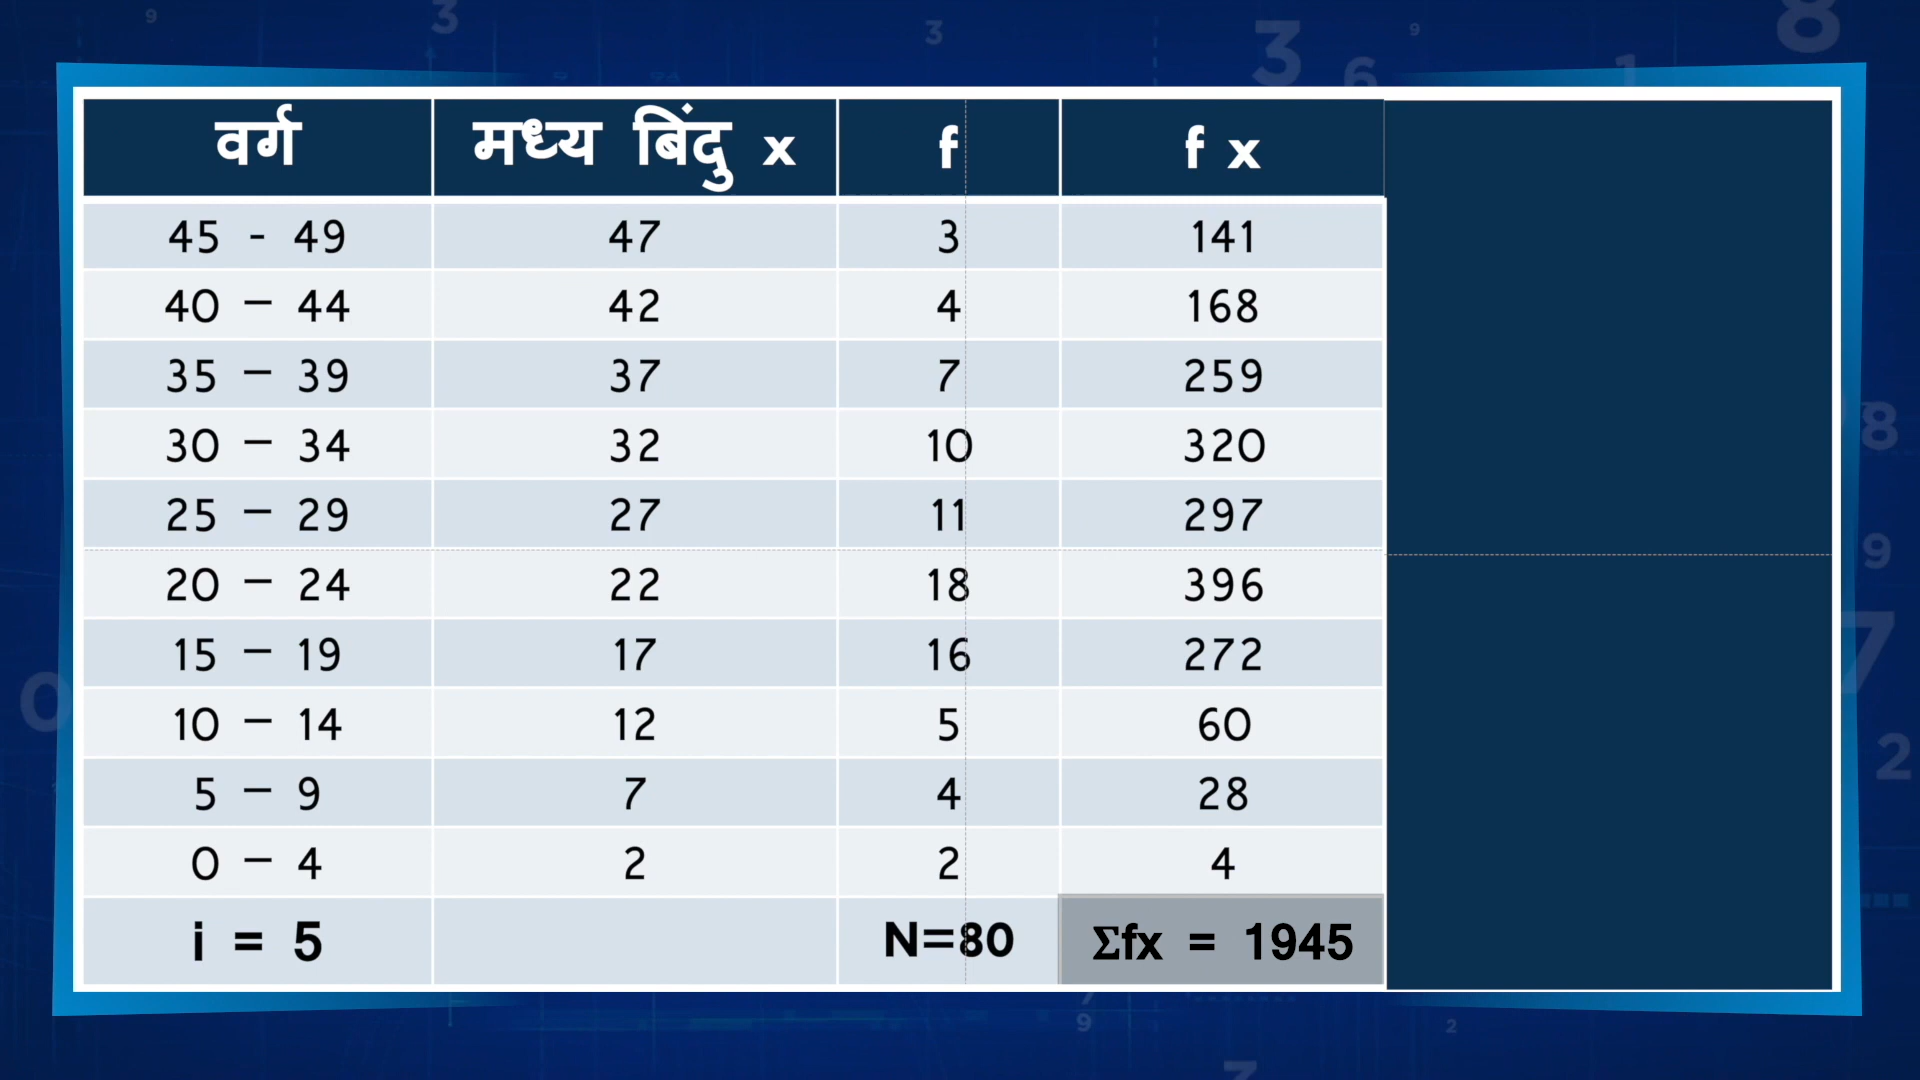 वर्ग मध्य बिंदु x f f x
45 - 49 47 3 141
40 – 44 42 4 168
35 – 39 37 7 259
30 – 34 32 10 320
25 – 29 27 11 297
20 – 24 22 18 396
15 – 19 17 16 272
10 – 14 12 5 60
5 – 9 7 4 28
0 – 4 2 2 4
i = 5 N=80 Σfx = 1945